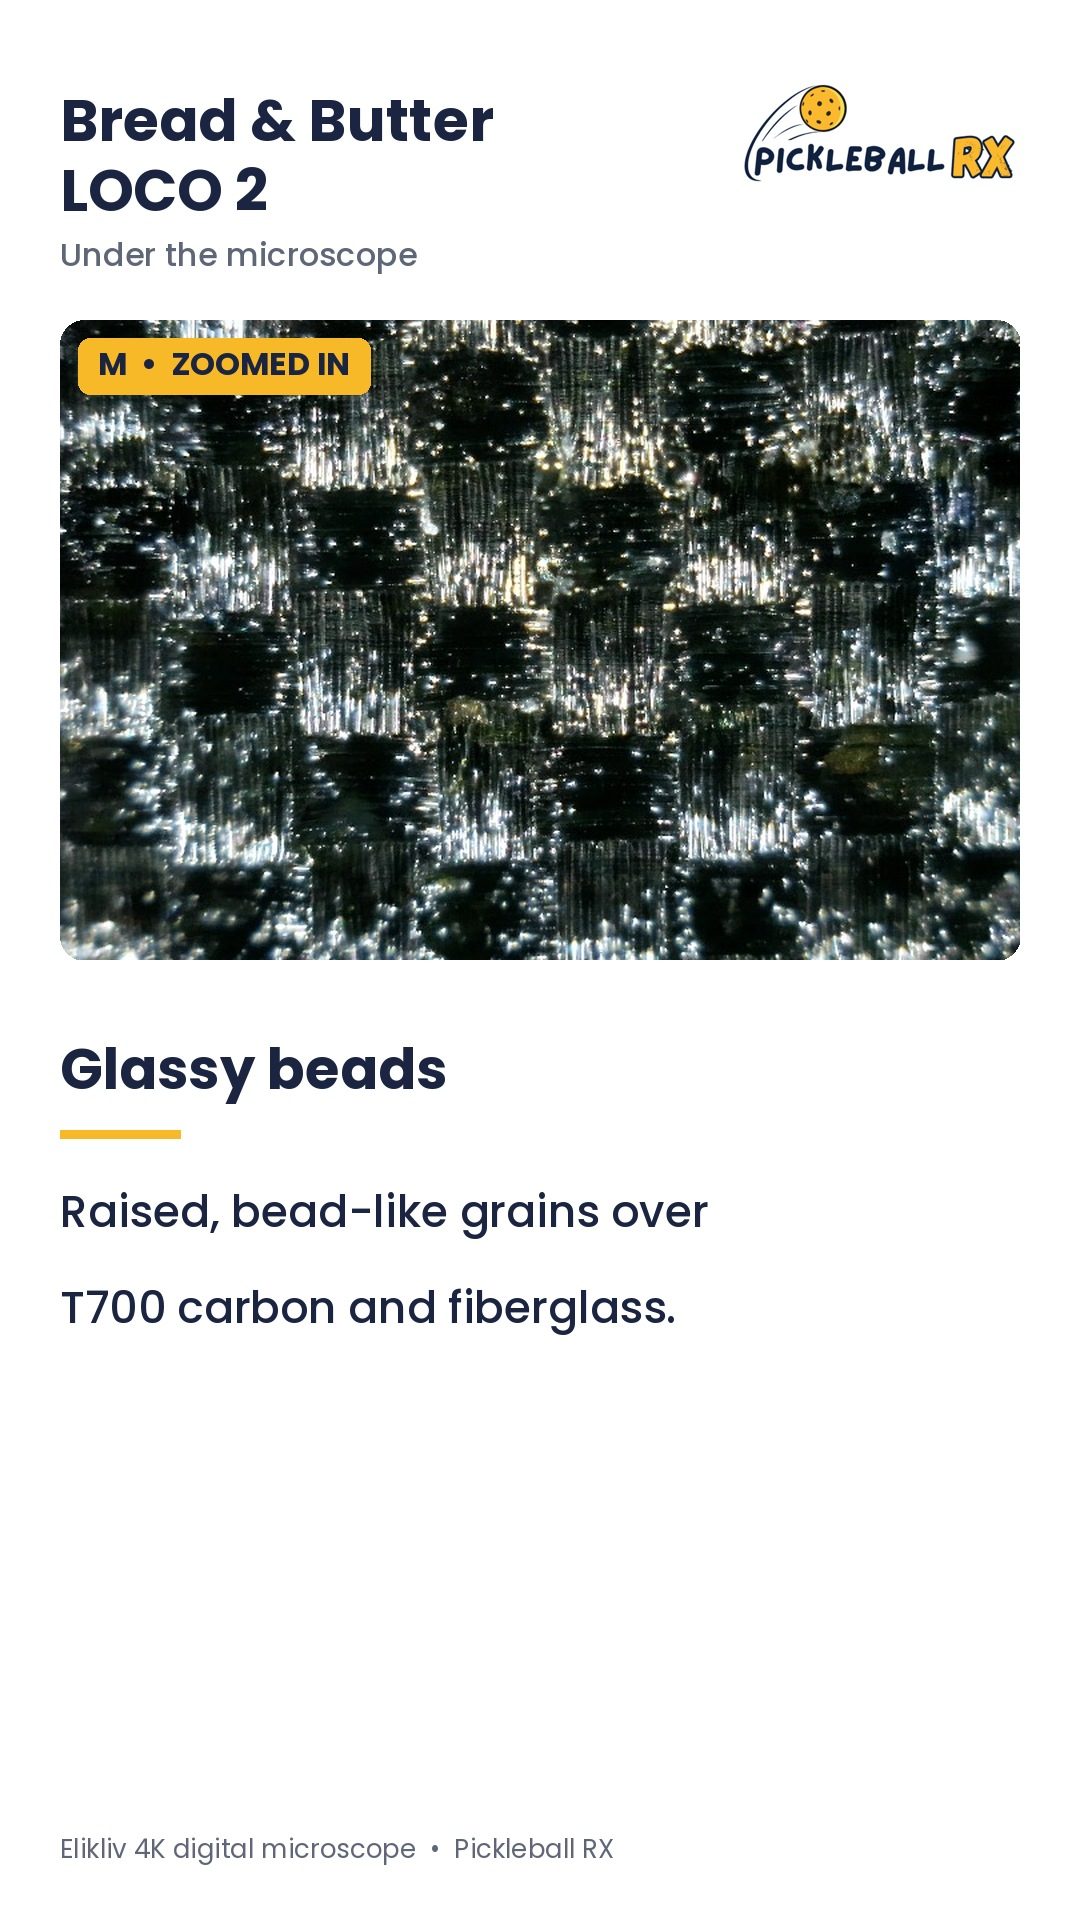 Bread & Butter
LOCO 2
Under the microscope
PICKLEBALL RX
M • ZOOMED IN
Glassy beads
Raised, bead-like grains over
T700 carbon and fiberglass.
Elikliv 4K digital microscope • Pickleball RX